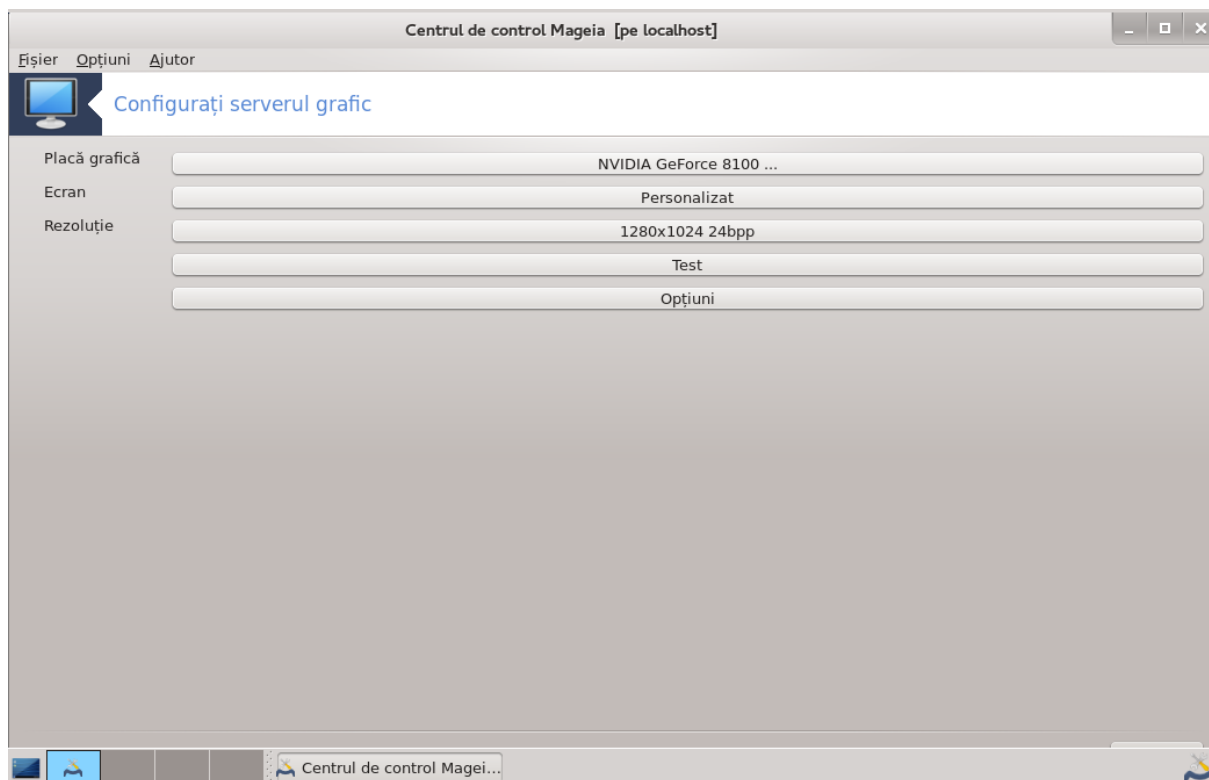 Centrul de control Mageia [pe localhost]
Fișier Opțiuni Ajutor
Configurați serverul grafic
Placă grafică NVIDIA GeForce 8100 ...
Ecran Personalizat
Rezoluție 1280x1024 24bpp
Test
Opțiuni
Centrul de control Magei...